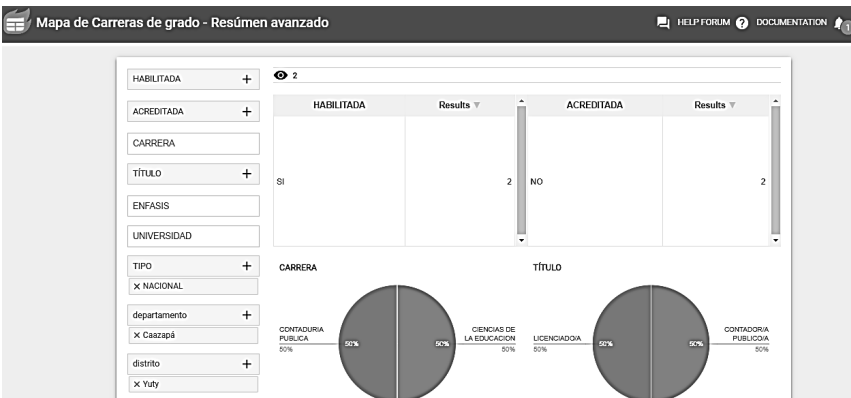 Mapa de Carreras de grado - Resúmen avanzado
HELP FORUM
DOCUMENTATION
1
HABILITADA
ACREDITADA
CARRERA
TÍTULO
ENFASIS
UNIVERSIDAD
TIPO
× NACIONAL
departamento
× Caazapá
distrito
× Yuty
2
HABILITADA Results ACREDITADA Results
SI 2 NO 2
CARRERA
CONTADURIA
PUBLICA
50%
50%
50%
CIENCIAS DE
LA EDUCACION
50%
TÍTULO
LICENCIADO/A
50%
50%
50%
CONTADOR/A
PUBLICO/A
50%